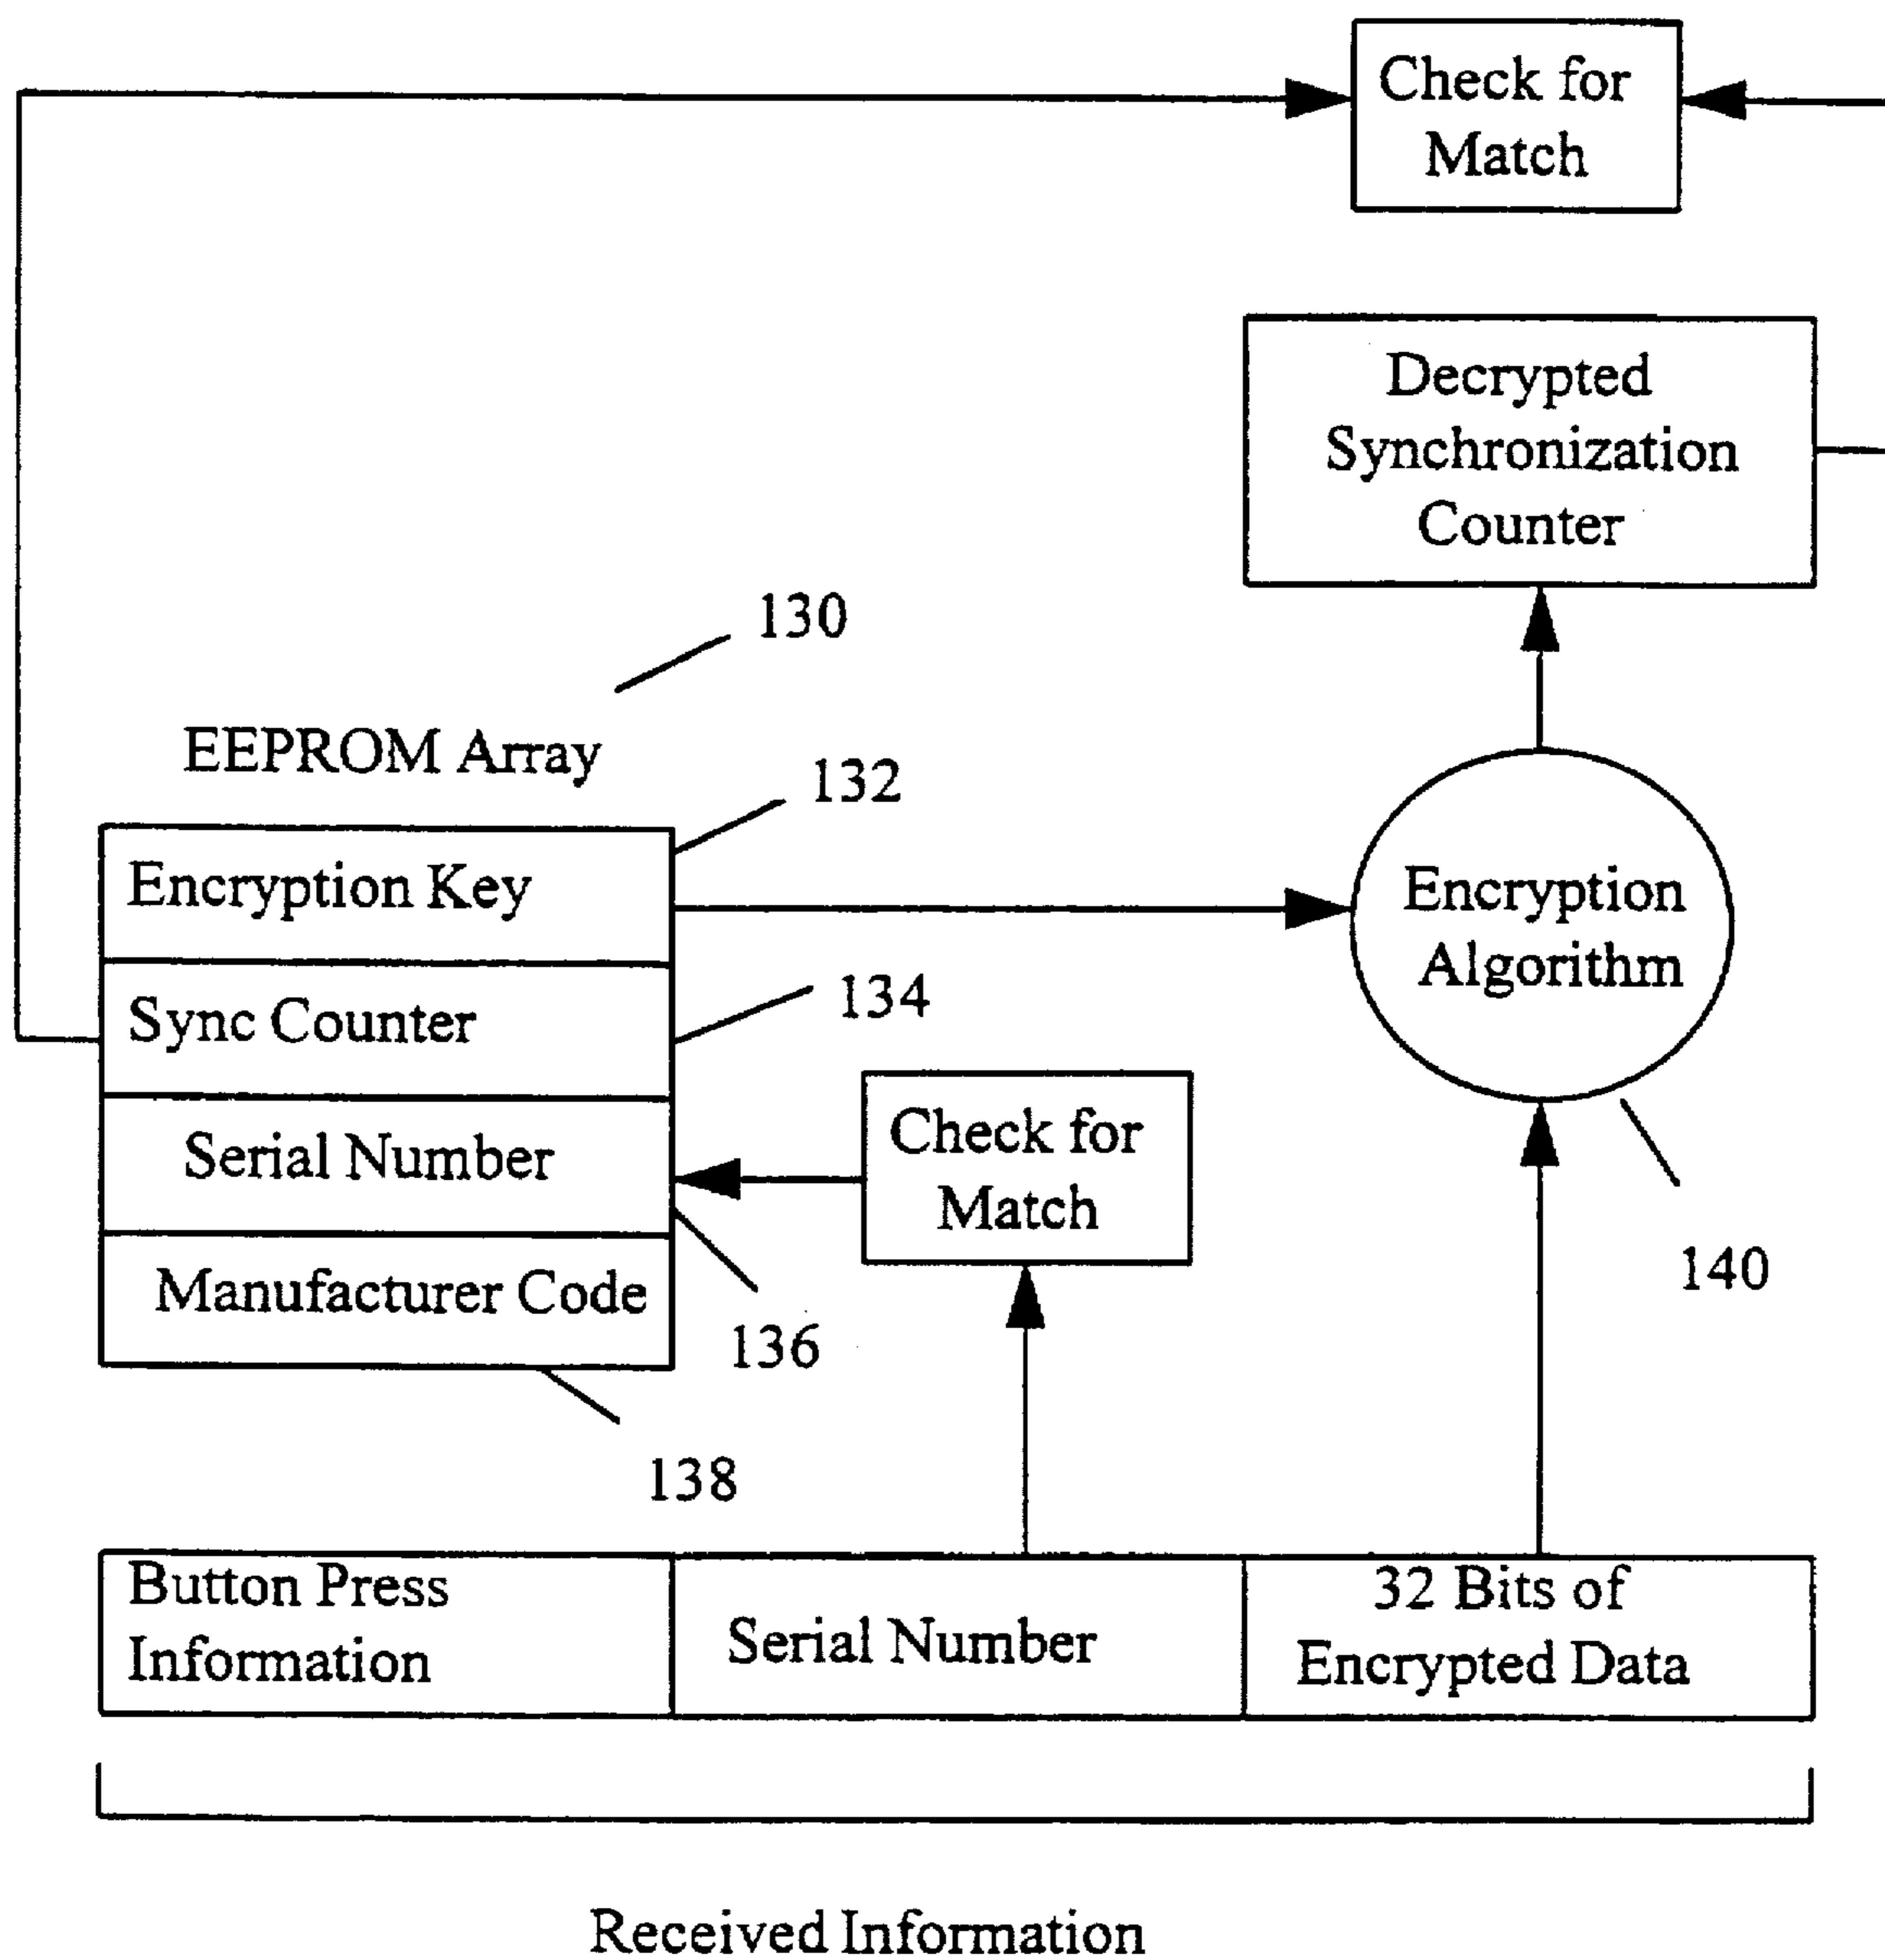 Check for
Match
Decrypted
Synchronization
Counter
130
EEPROM Array
132
Encryption Key
Encryption
Algorithm
134
Sync Counter
Check for
Match
Serial Number
140
Manufacturer Code
136
138
Button Press
Information
Serial Number
32 Bits of
Encrypted Data
Received Information